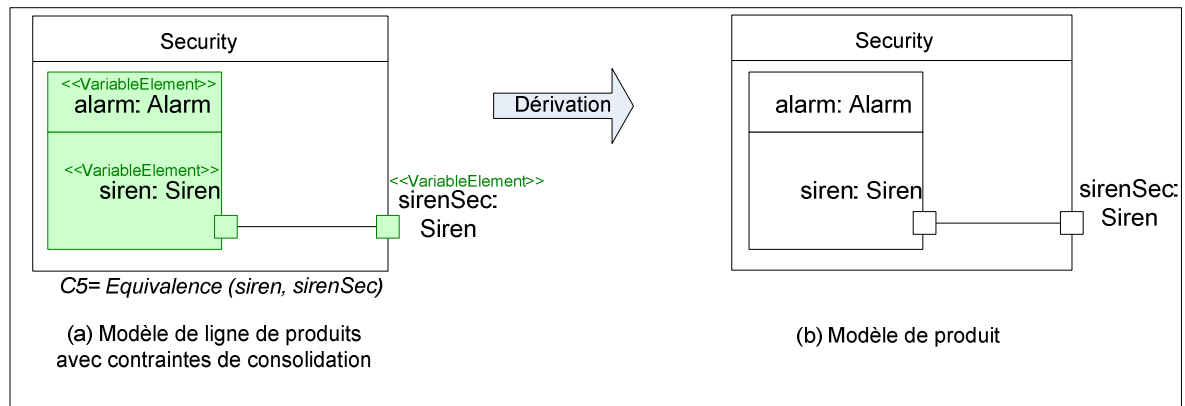 Security
<<VariableElement>>
alarm: Alarm
<<VariableElement>>
siren: Siren
<<VariableElement>>
sirenSec:
Siren
C5= Equivalence (siren, sirenSec)
(a) Modèle de ligne de produits
avec contraintes de consolidation
Dérivation
Security
alarm: Alarm
siren: Siren
sirenSec:
Siren
(b) Modèle de produit